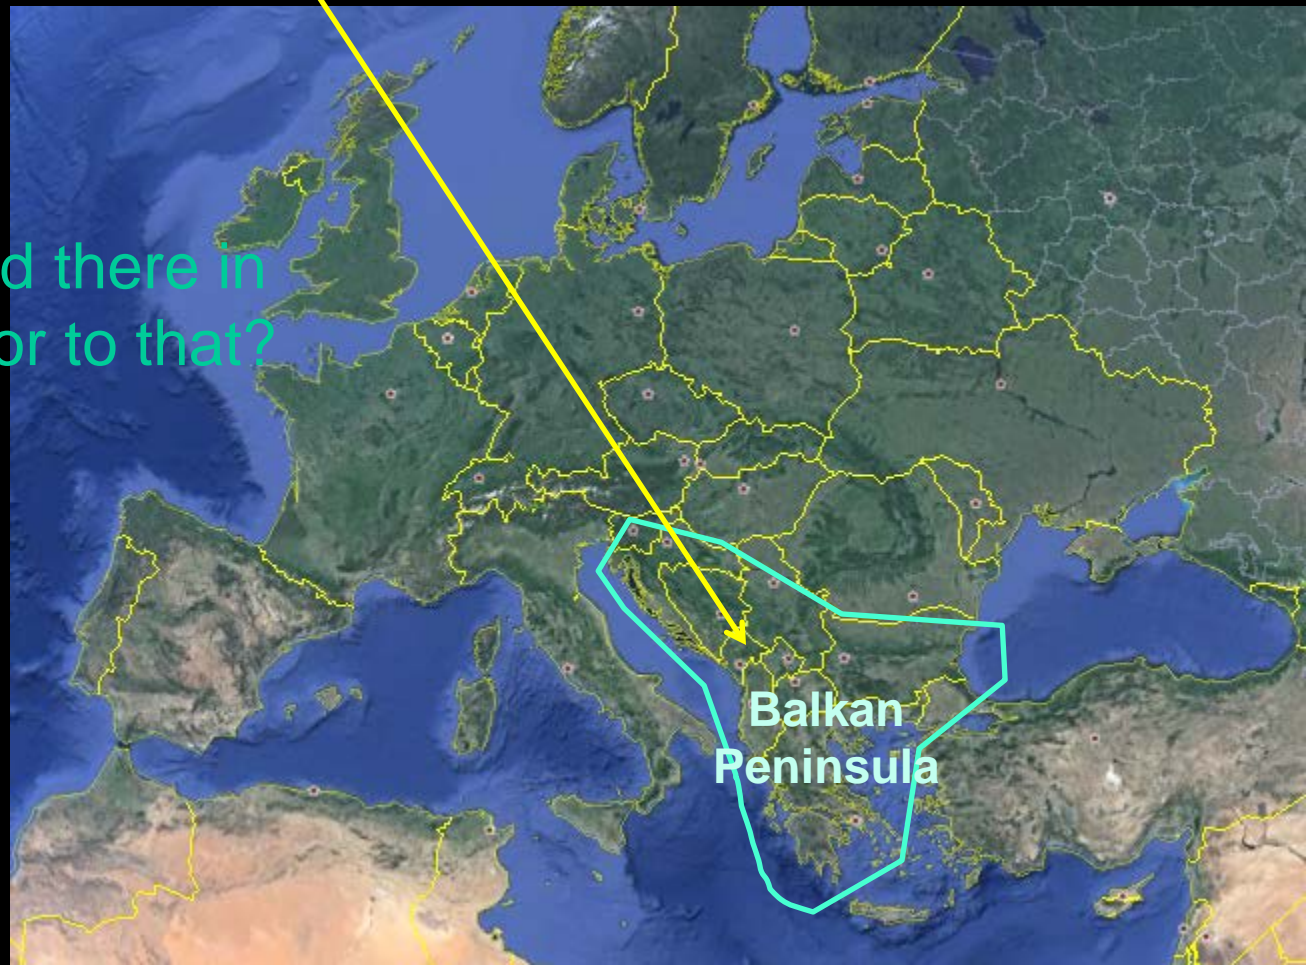 d there in
or to that?
Balkan
Peninsula